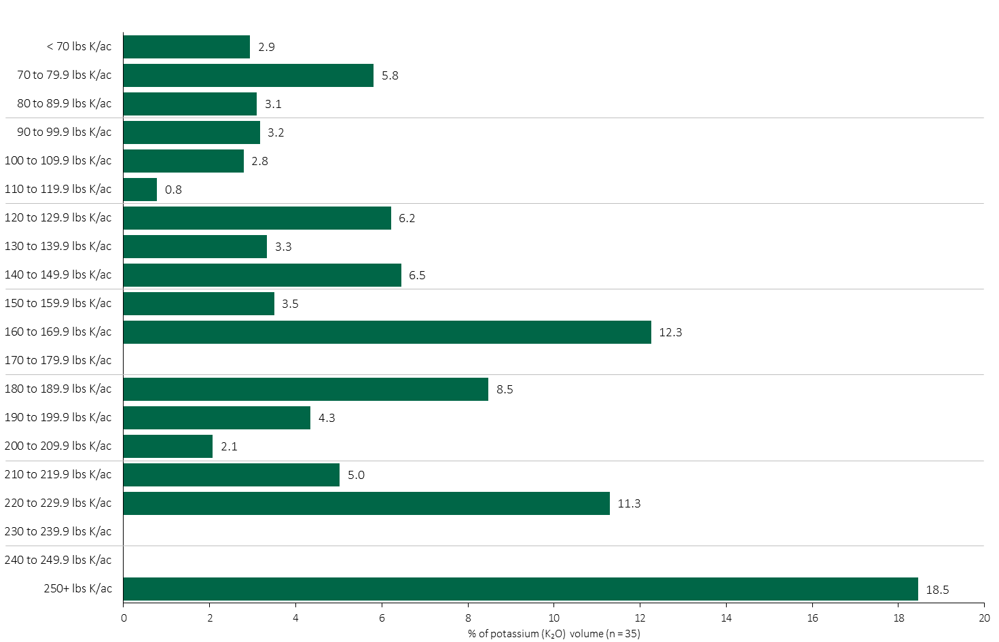 < 70 lbs K/ac 2.9
70 to 79.9 lbs K/ac 5.8
80 to 89.9 lbs K/ac 3.1
90 to 99.9 lbs K/ac 3.2
100 to 109.9 lbs K/ac 2.8
110 to 119.9 lbs K/ac 0.8
120 to 129.9 lbs K/ac 6.2
130 to 139.9 lbs K/ac 3.3
140 to 149.9 lbs K/ac 6.5
150 to 159.9 lbs K/ac 3.5
160 to 169.9 lbs K/ac 12.3
170 to 179.9 lbs K/ac
180 to 189.9 lbs K/ac 8.5
190 to 199.9 lbs K/ac 4.3
200 to 209.9 lbs K/ac 2.1
210 to 219.9 lbs K/ac 5.0
220 to 229.9 lbs K/ac 11.3
230 to 239.9 lbs K/ac
240 to 249.9 lbs K/ac
250+ lbs K/ac 18.5
0 2 4 6 8 10 12 14 16 18 20
% of potassium (K₂O) volume (n = 35)